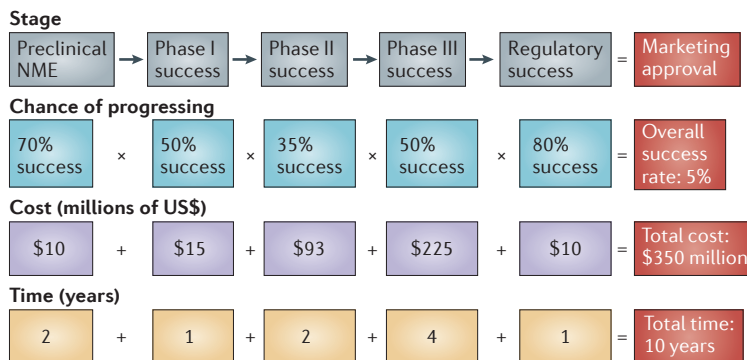 Stage
Preclinical NME → Phase I success → Phase II success → Phase III success → Regulatory success = Marketing approval
Chance of progressing
70% success × 50% success × 35% success × 50% success × 80% success = Overall success rate: 5%
Cost (millions of US$)
$10 + $15 + $93 + $225 + $10 = Total cost: $350 million
Time (years)
2 + 1 + 2 + 4 + 1 = Total time: 10 years